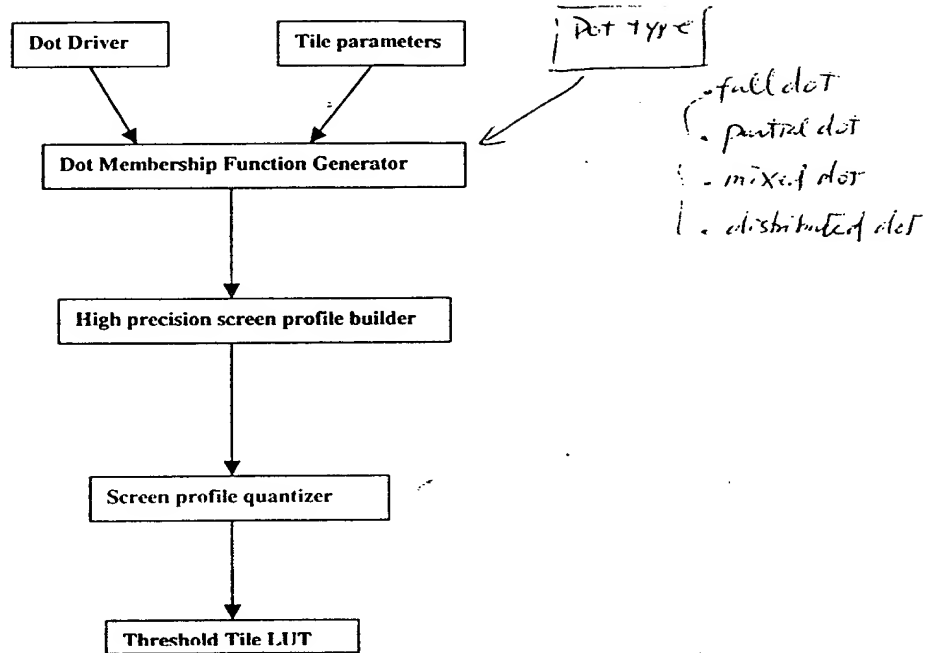 Dot Driver
Tile parameters
Dot type
. full dot
. partial dot
. mixed dot
. distributed dot
Dot Membership Function Generator
High precision screen profile builder
Screen profile quantizer
Threshold Tile LUT